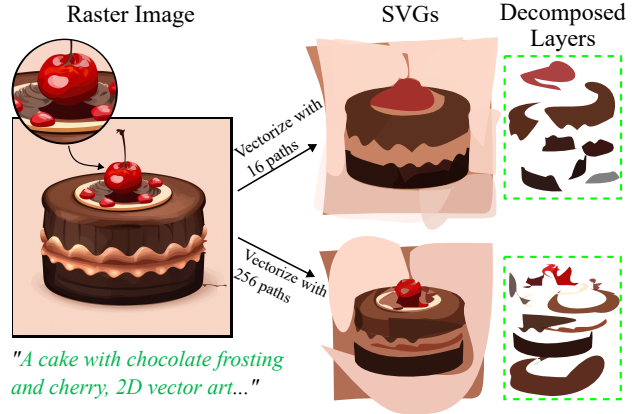 Raster Image
SVGs
Decomposed
Layers
Vectorize with
16 paths
Vectorize with
256 paths
"A cake with chocolate frosting
and cherry, 2D vector art..."